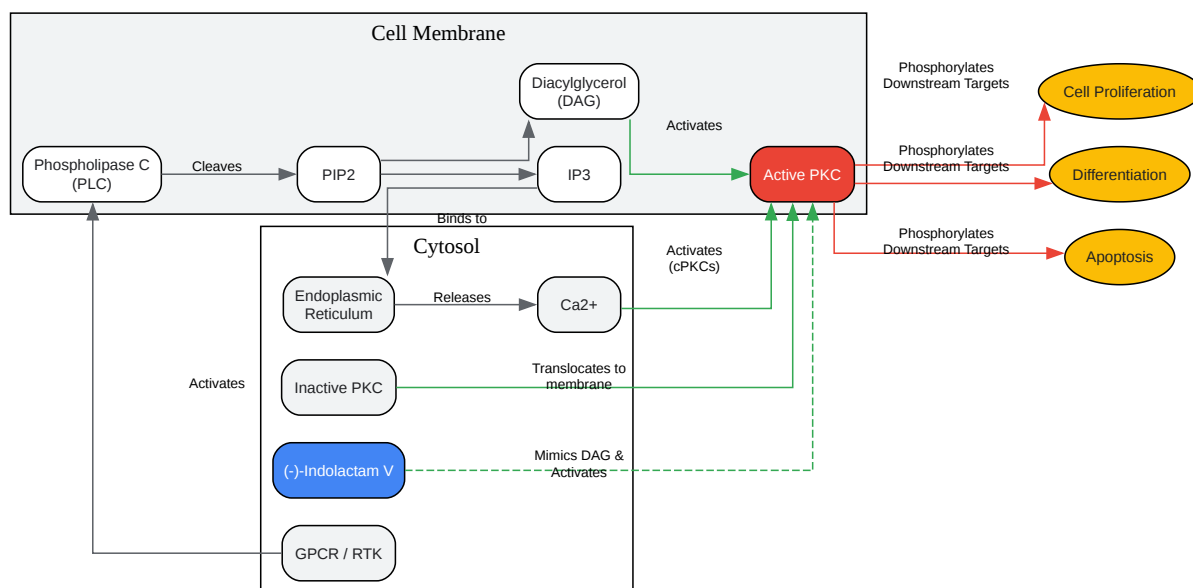 Cell Membrane
Diacylglycerol
(DAG)
Phosphorylates
Downstream Targets
Cell Proliferation
Activates
Phospholipase C
(PLC)
Cleaves
PIP2
IP3
Active PKC
Phosphorylates
Downstream Targets
Differentiation
Binds to
Cytosol
Activates
(cPKCs)
Phosphorylates
Downstream Targets
Apoptosis
Endoplasmic
Reticulum
Releases
Ca2+
Activates
Inactive PKC
Translocates to
membrane
(-)-Indolactam V
Mimics DAG &
Activates
GPCR / RTK